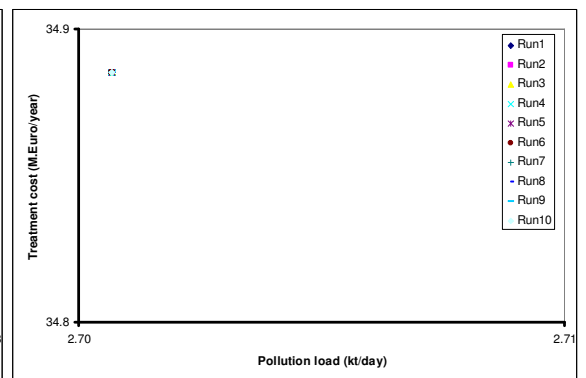 34.9
Run1
Run2
Run3
Run4
Run5
Run6
Run7
Run8
Run9
Run10
Treatment cost (M.Euro/year)
34.8
2.70
2.71
Pollution load (kt/day)